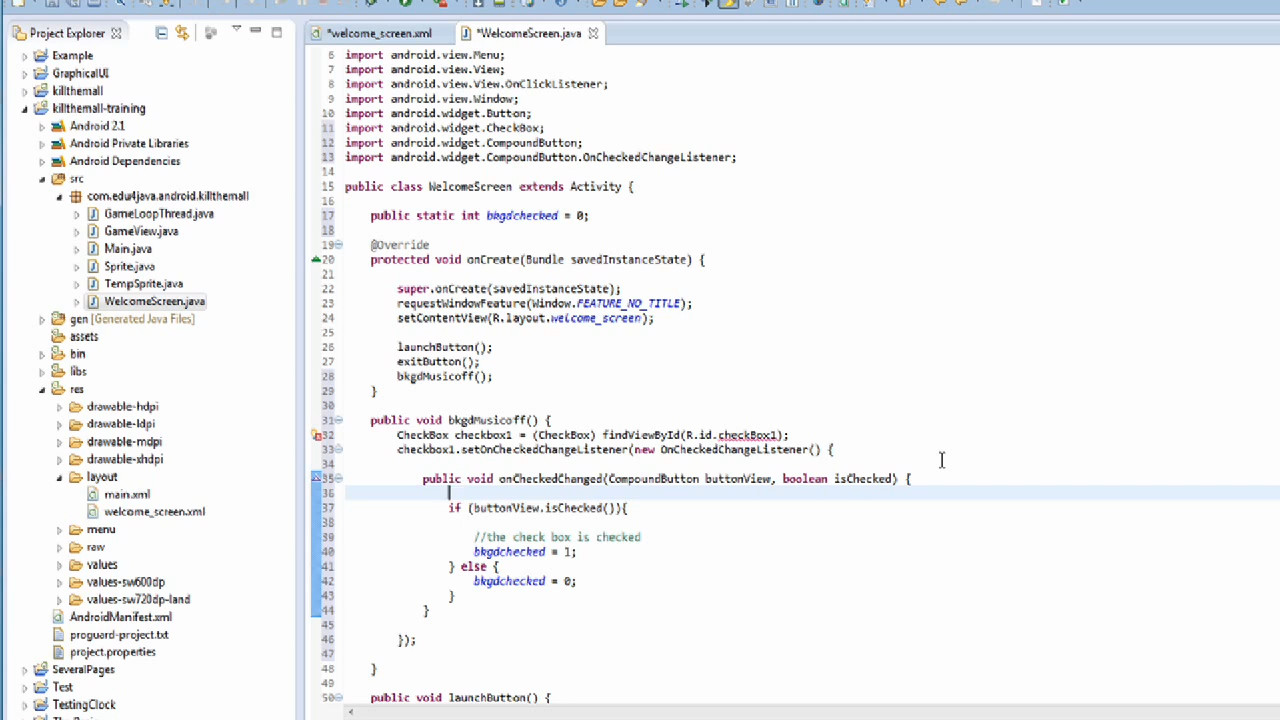 Project Explorer
*welcome_screen.xml
*WelcomeScreen.java
Example
GraphicalUI
killthemall
killthemall-training
Android 2.1
Android Private Libraries
Android Dependencies
src
com.edu4java.android.killthemall
GameLoopThread.java
GameView.java
Main.java
Sprite.java
TempSprite.java
WelcomeScreen.java
gen [Generated Java Files]
assets
bin
libs
res
drawable-hdpi
drawable-ldpi
drawable-mdpi
drawable-xhdpi
layout
main.xml
welcome_screen.xml
menu
raw
values
values-sw600dp
values-sw720dp-land
AndroidManifest.xml
proguard-project.txt
project.properties
SeveralPages
Test
TestingClock
6 import android.view.Menu;
7 import android.view.View;
8 import android.view.View.OnClickListener;
9 import android.view.Window;
10 import android.widget.Button;
11 import android.widget.CheckBox;
12 import android.widget.CompoundButton;
13 import android.widget.CompoundButton.OnCheckedChangeListener;
14
15 public class WelcomeScreen extends Activity {
16
17 public static int bkgdchecked = 0;
18
19 @Override
20 protected void onCreate(Bundle savedInstanceState) {
21
22 super.onCreate(savedInstanceState);
23 requestWindowFeature(Window.FEATURE_NO_TITLE);
24 setContentView(R.layout.welcome_screen);
25
26 launchButton();
27 exitButton();
28 bkgdMusicoff();
29 }
30
31 public void bkgdMusicoff() {
32 CheckBox checkbox1 = (CheckBox) findViewById(R.id.checkBox1);
33 checkbox1.setOnCheckedChangeListener(new OnCheckedChangeListener() {
34
35 public void onCheckedChanged(CompoundButton buttonView, boolean isChecked) {
36
37 if (buttonView.isChecked()){
38
39 //the check box is checked
40 bkgdchecked = 1;
41 } else {
42 bkgdchecked = 0;
43 }
44 }
45
46 });
47
48 }
49
50 public void launchButton() {